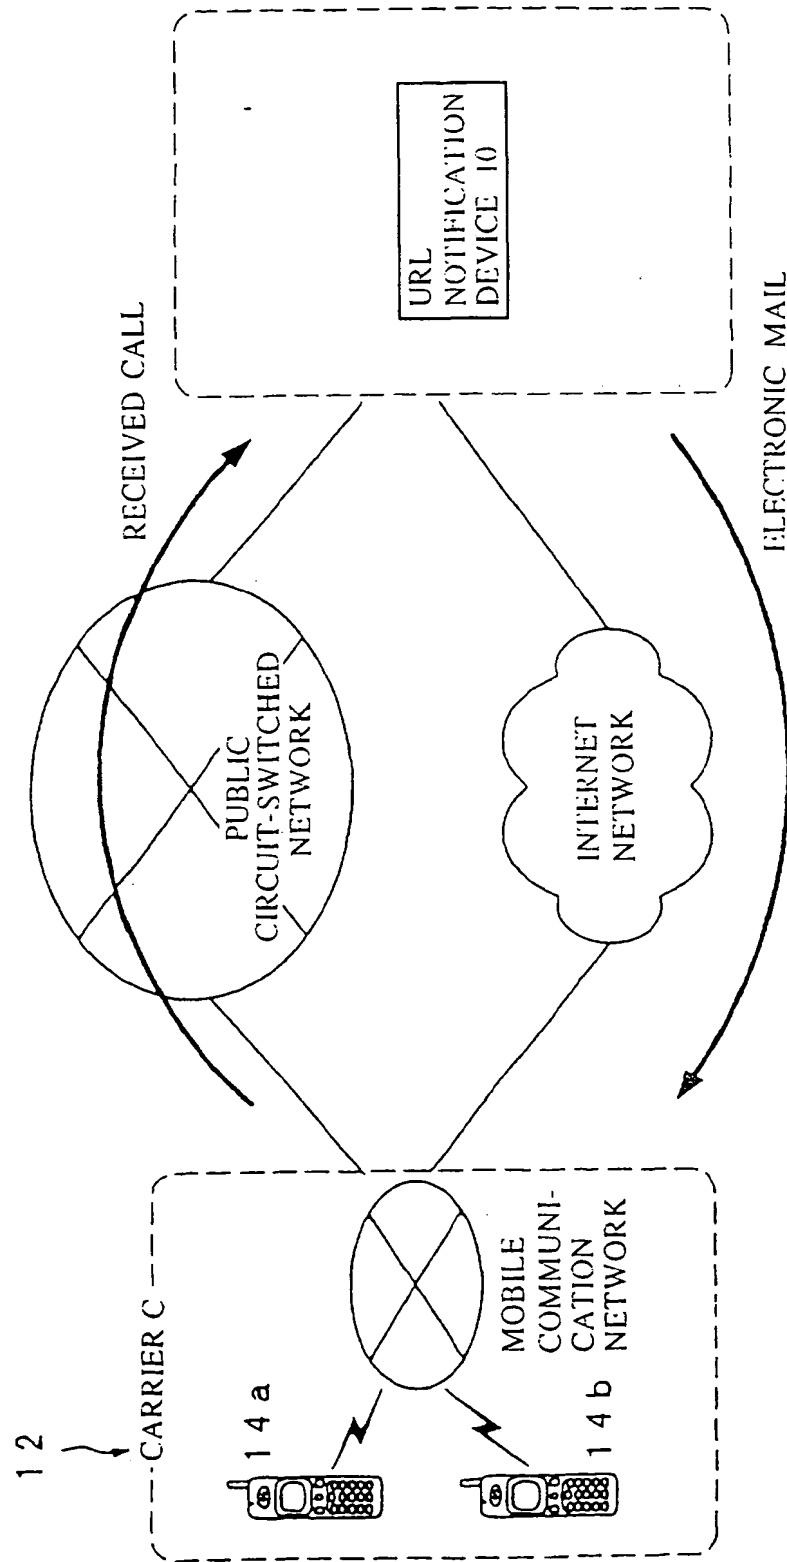 12
CARRIER C
14a
14b
MOBILE
COMMUNI-
CATION
NETWORK
PUBLIC
CIRCUIT-SWITCHED
NETWORK
INTERNET
NETWORK
RECEIVED CALL
ELECTRONIC MAIL
URL
NOTIFICATION
DEVICE 10